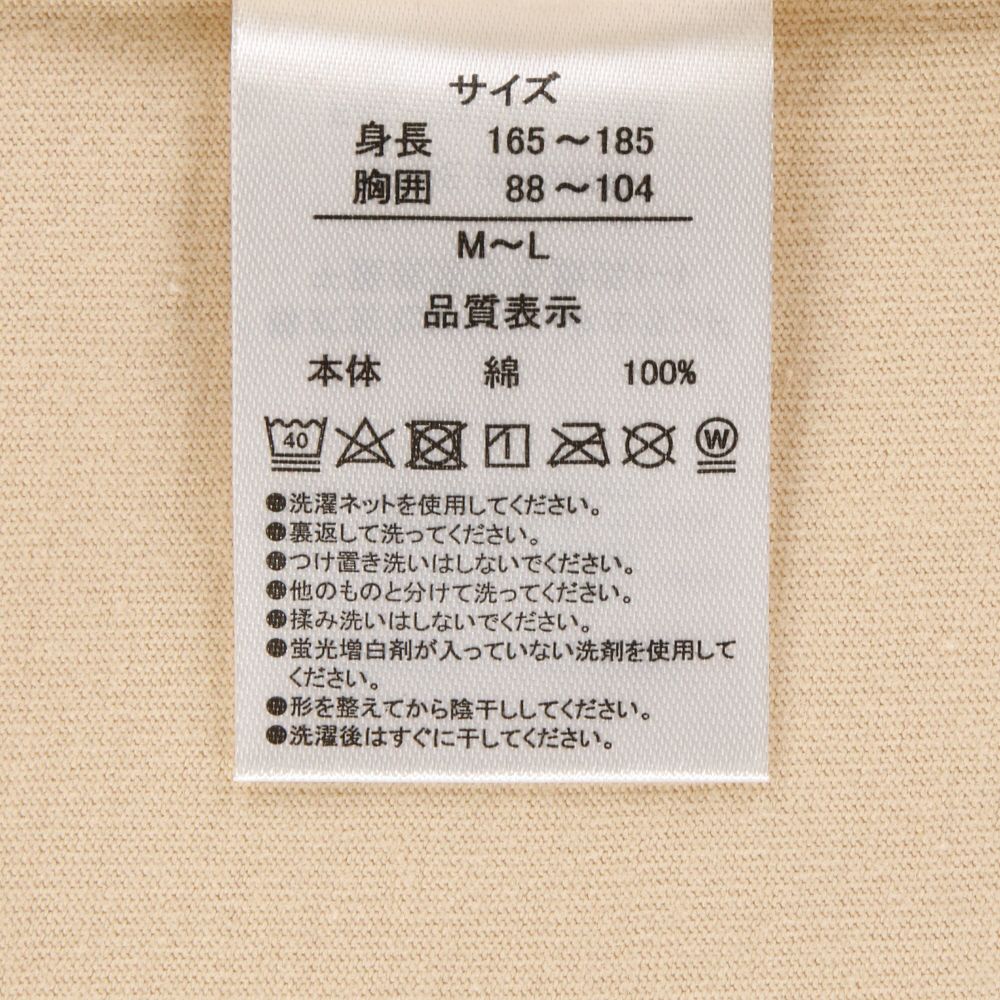 サイズ
身長 165～185
胸囲 88～104
M～L
品質表示
本体 綿 100%
40 W
●洗濯ネットを使用してください。
●裏返して洗ってください。
●つけ置き洗いはしないでください。
●他のものと分けて洗ってください。
●揉み洗いはしないでください。
●蛍光増白剤が入っていない洗剤を使用して
ください。
●形を整えてから陰干ししてください。
●洗濯後はすぐに干してください。